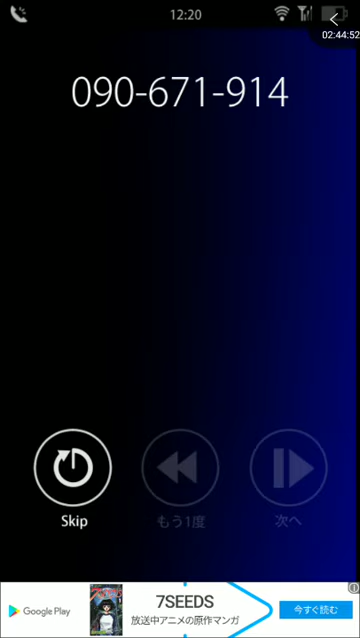 12:20
02:44:52
090-671-914
Skip
もう1度
次へ
Google Play
7SEEDS
放送中アニメの原作マンガ
今すぐ読む